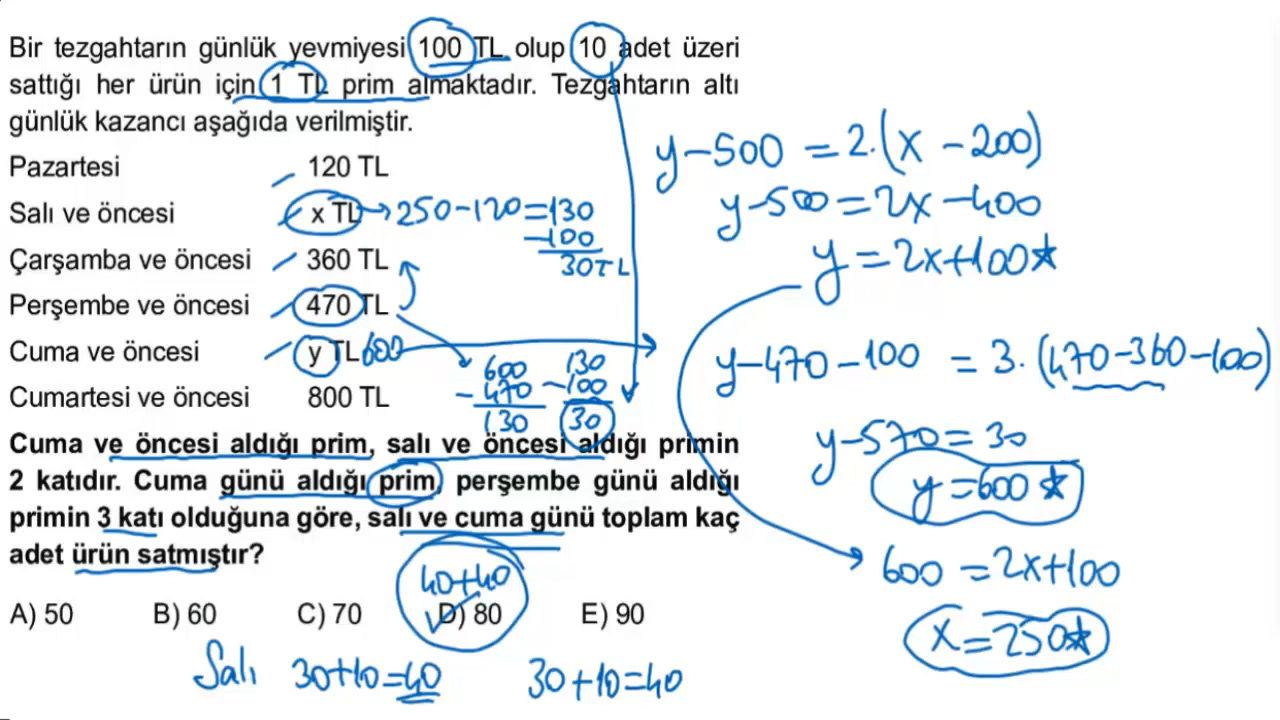 Bir tezgahtarın günlük yevmiyesi 100 TL olup 10 adet üzeri
sattığı her ürün için 1 TL prim almaktadır. Tezgahtarın altı
günlük kazancı aşağıda verilmiştir.
Pazartesi 120 TL
Salı ve öncesi x TL → 250-120=130
-100
30TL
Çarşamba ve öncesi 360 TL
Perşembe ve öncesi 470 TL
Cuma ve öncesi y TL 600
Cumartesi ve öncesi 800 TL
600 130
-470 -100
130 30
Cuma ve öncesi aldığı prim, salı ve öncesi aldığı primin
2 katıdır. Cuma günü aldığı prim, perşembe günü aldığı
primin 3 katı olduğuna göre, salı ve cuma günü toplam kaç
adet ürün satmıştır?
40+40
A) 50 B) 60 C) 70 D) 80 E) 90
Salı 30+10=40 30+10=40
y-500 =2.(x -200)
y-500=2x-400
y=2x+100★
y-470-100 = 3.(470-360-100)
y-570=30
y=600★
600 =2x+100
x=250★